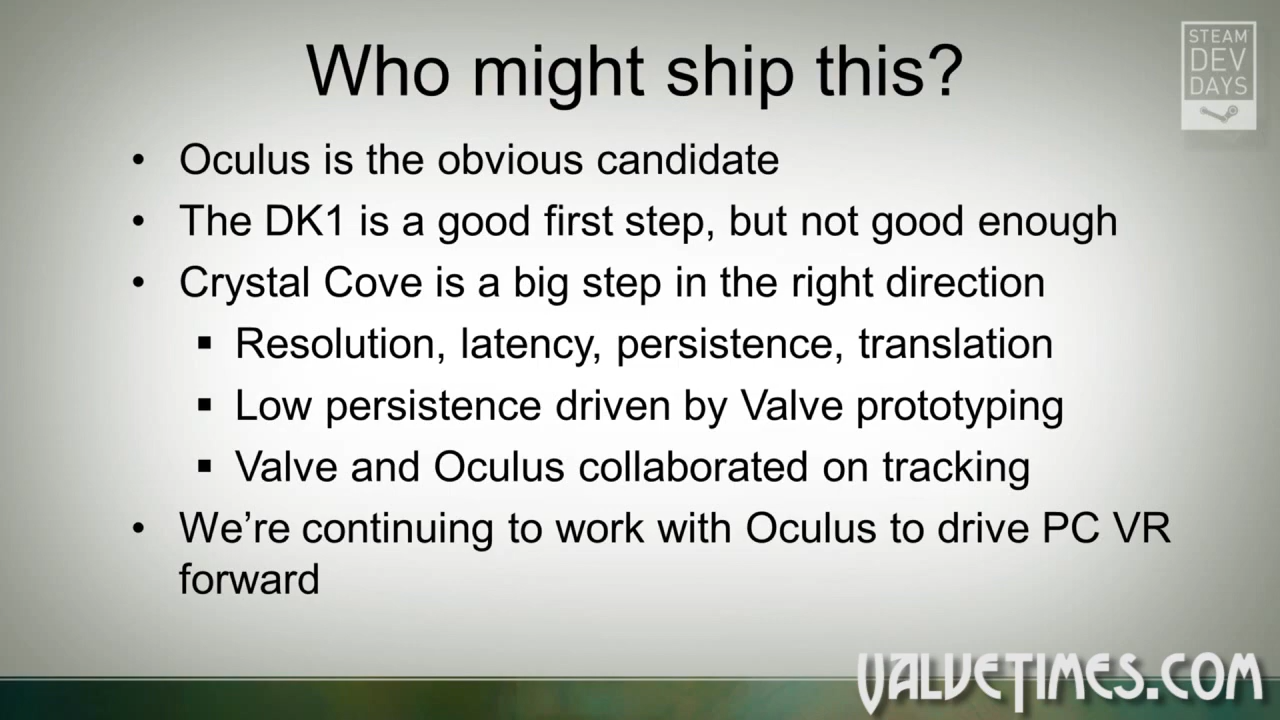 Who might ship this?
STEAM
DEV
DAYS
• Oculus is the obvious candidate
• The DK1 is a good first step, but not good enough
• Crystal Cove is a big step in the right direction
▪ Resolution, latency, persistence, translation
▪ Low persistence driven by Valve prototyping
▪ Valve and Oculus collaborated on tracking
• We’re continuing to work with Oculus to drive PC VR
forward
VALVETIMES.COM